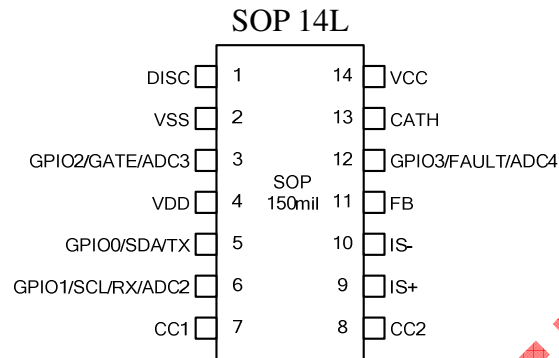 SOP 14L
DISC 1 14 VCC
VSS 2 13 CATH
GPIO2/GATE/ADC3 3 12 GPIO3/FAULT/ADC4
SOP
150mil
VDD 4 11 FB
GPIO0/SDA/TX 5 10 IS-
GPIO1/SCL/RX/ADC2 6 9 IS+
CC1 7 8 CC2